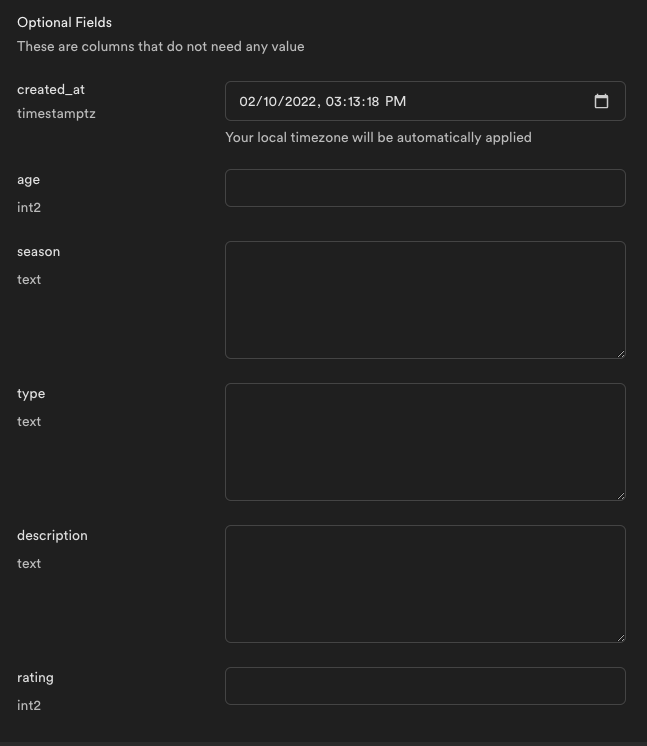 Optional Fields
These are columns that do not need any value
created_at
timestamptz
02/10/2022, 03:13:18 PM
Your local timezone will be automatically applied
age
int2
season
text
type
text
description
text
rating
int2